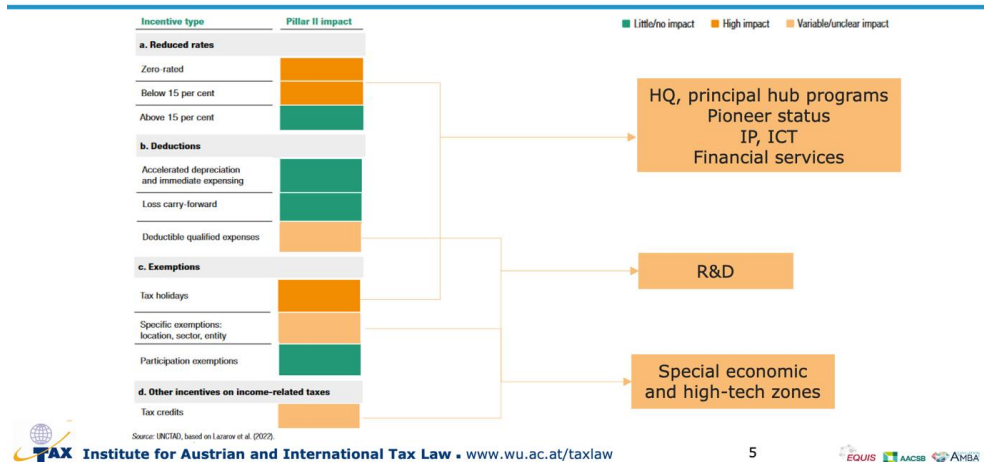 Incentive type Pillar II impact
Little/no impact High impact Variable/unclear impact
a. Reduced rates
Zero-rated
Below 15 per cent
Above 15 per cent
b. Deductions
Accelerated depreciation
and immediate expensing
Loss carry-forward
Deductible qualified expenses
c. Exemptions
Tax holidays
Specific exemptions:
location, sector, entity
Participation exemptions
d. Other incentives on income-related taxes
Tax credits
HQ, principal hub programs
Pioneer status
IP, ICT
Financial services
R&D
Special economic
and high-tech zones
Source: UNCTAD, based on Lazarov et al. (2022).
TAX Institute for Austrian and International Tax Law ▪ www.wu.ac.at/taxlaw 5 EQUIS AACSB AMBA